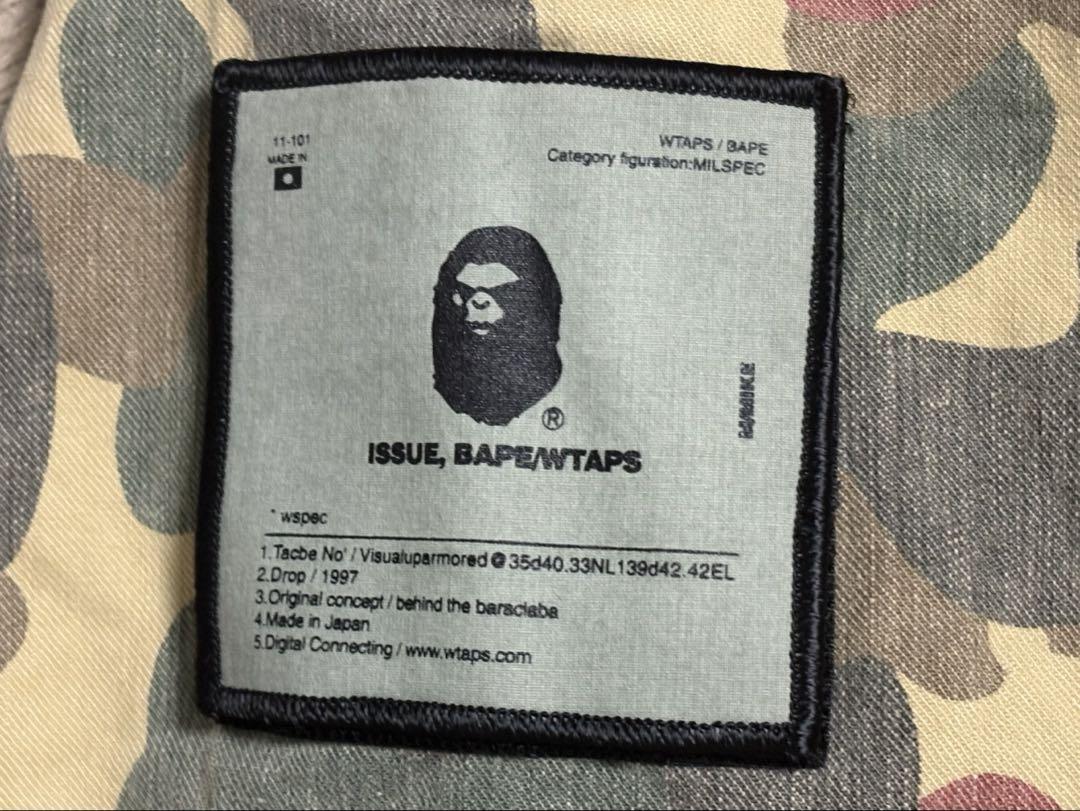 11-101
MADE IN
WTAPS / BAPE
Category figuration:MILSPEC
®
ISSUE, BAPE/WTAPS
* wspec
1.Tacbe No' / Visualuparmored @ 35d40.33NL139d42.42EL
2.Drop / 1997
3.Original concept / behind the baraclaba
4.Made in Japan
5.Digital Connecting / www.wtaps.com